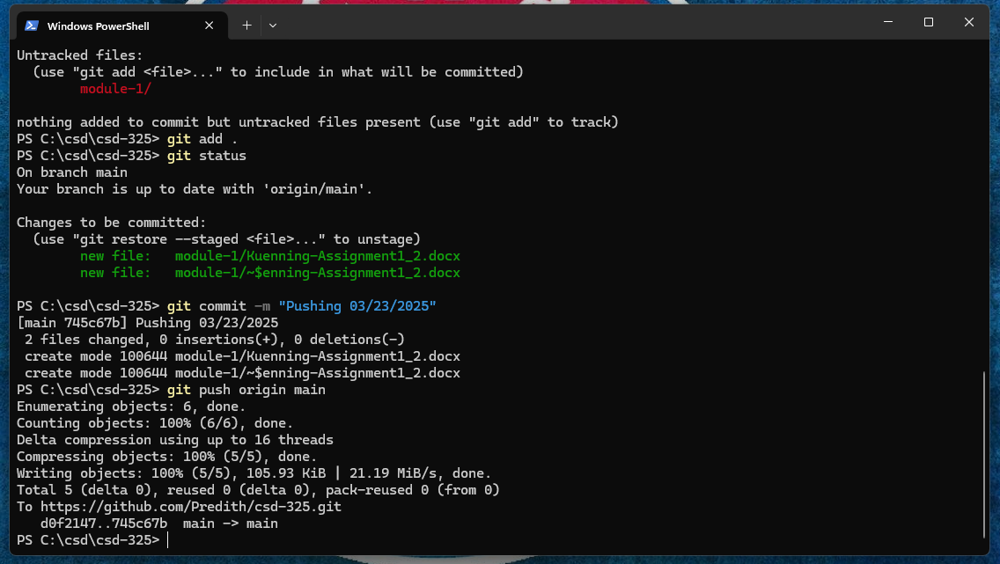 Windows PowerShell
Untracked files:
  (use "git add <file>..." to include in what will be committed)
        module-1/

nothing added to commit but untracked files present (use "git add" to track)
PS C:\csd\csd-325> git add .
PS C:\csd\csd-325> git status
On branch main
Your branch is up to date with 'origin/main'.

Changes to be committed:
  (use "git restore --staged <file>..." to unstage)
        new file:   module-1/Kuenning-Assignment1_2.docx
        new file:   module-1/~$enning-Assignment1_2.docx

PS C:\csd\csd-325> git commit -m "Pushing 03/23/2025"
[main 745c67b] Pushing 03/23/2025
 2 files changed, 0 insertions(+), 0 deletions(-)
 create mode 100644 module-1/Kuenning-Assignment1_2.docx
 create mode 100644 module-1/~$enning-Assignment1_2.docx
PS C:\csd\csd-325> git push origin main
Enumerating objects: 6, done.
Counting objects: 100% (6/6), done.
Delta compression using up to 16 threads
Compressing objects: 100% (5/5), done.
Writing objects: 100% (5/5), 105.93 KiB | 21.19 MiB/s, done.
Total 5 (delta 0), reused 0 (delta 0), pack-reused 0 (from 0)
To https://github.com/Predith/csd-325.git
   d0f2147..745c67b  main -> main
PS C:\csd\csd-325>